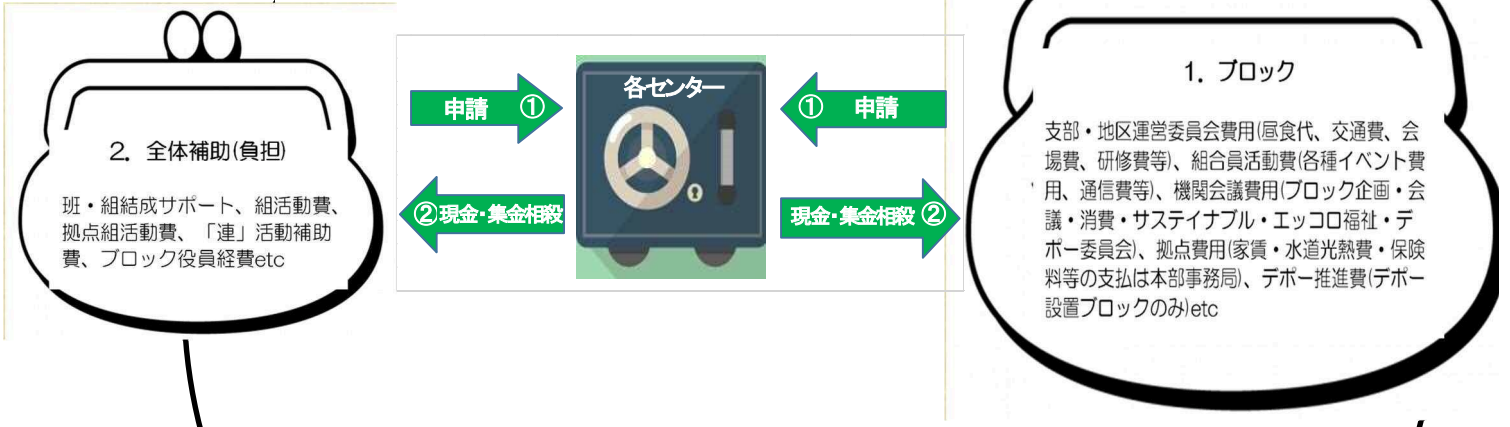 2. 全体補助(負担)
班・組結成サポート、組活動費、
拠点組活動費、「連」活動補助
費、ブロック役員経費etc
申請 ①
②現金・集金相殺
各センター
① 申請
現金・集金相殺 ②
1. ブロック
支部・地区運営委員会費用(昼食代、交通費、会
場費、研修費等)、組合員活動費(各種イベント費
用、通信費等)、機関会議費用(ブロック企画・会
議・消費・サステイナブル・エッコロ福祉・デ
ポー委員会)、拠点費用(家賃・水道光熱費・保険
料等の支払は本部事務局)、デポー推進費(デポー
設置ブロックのみ)etc